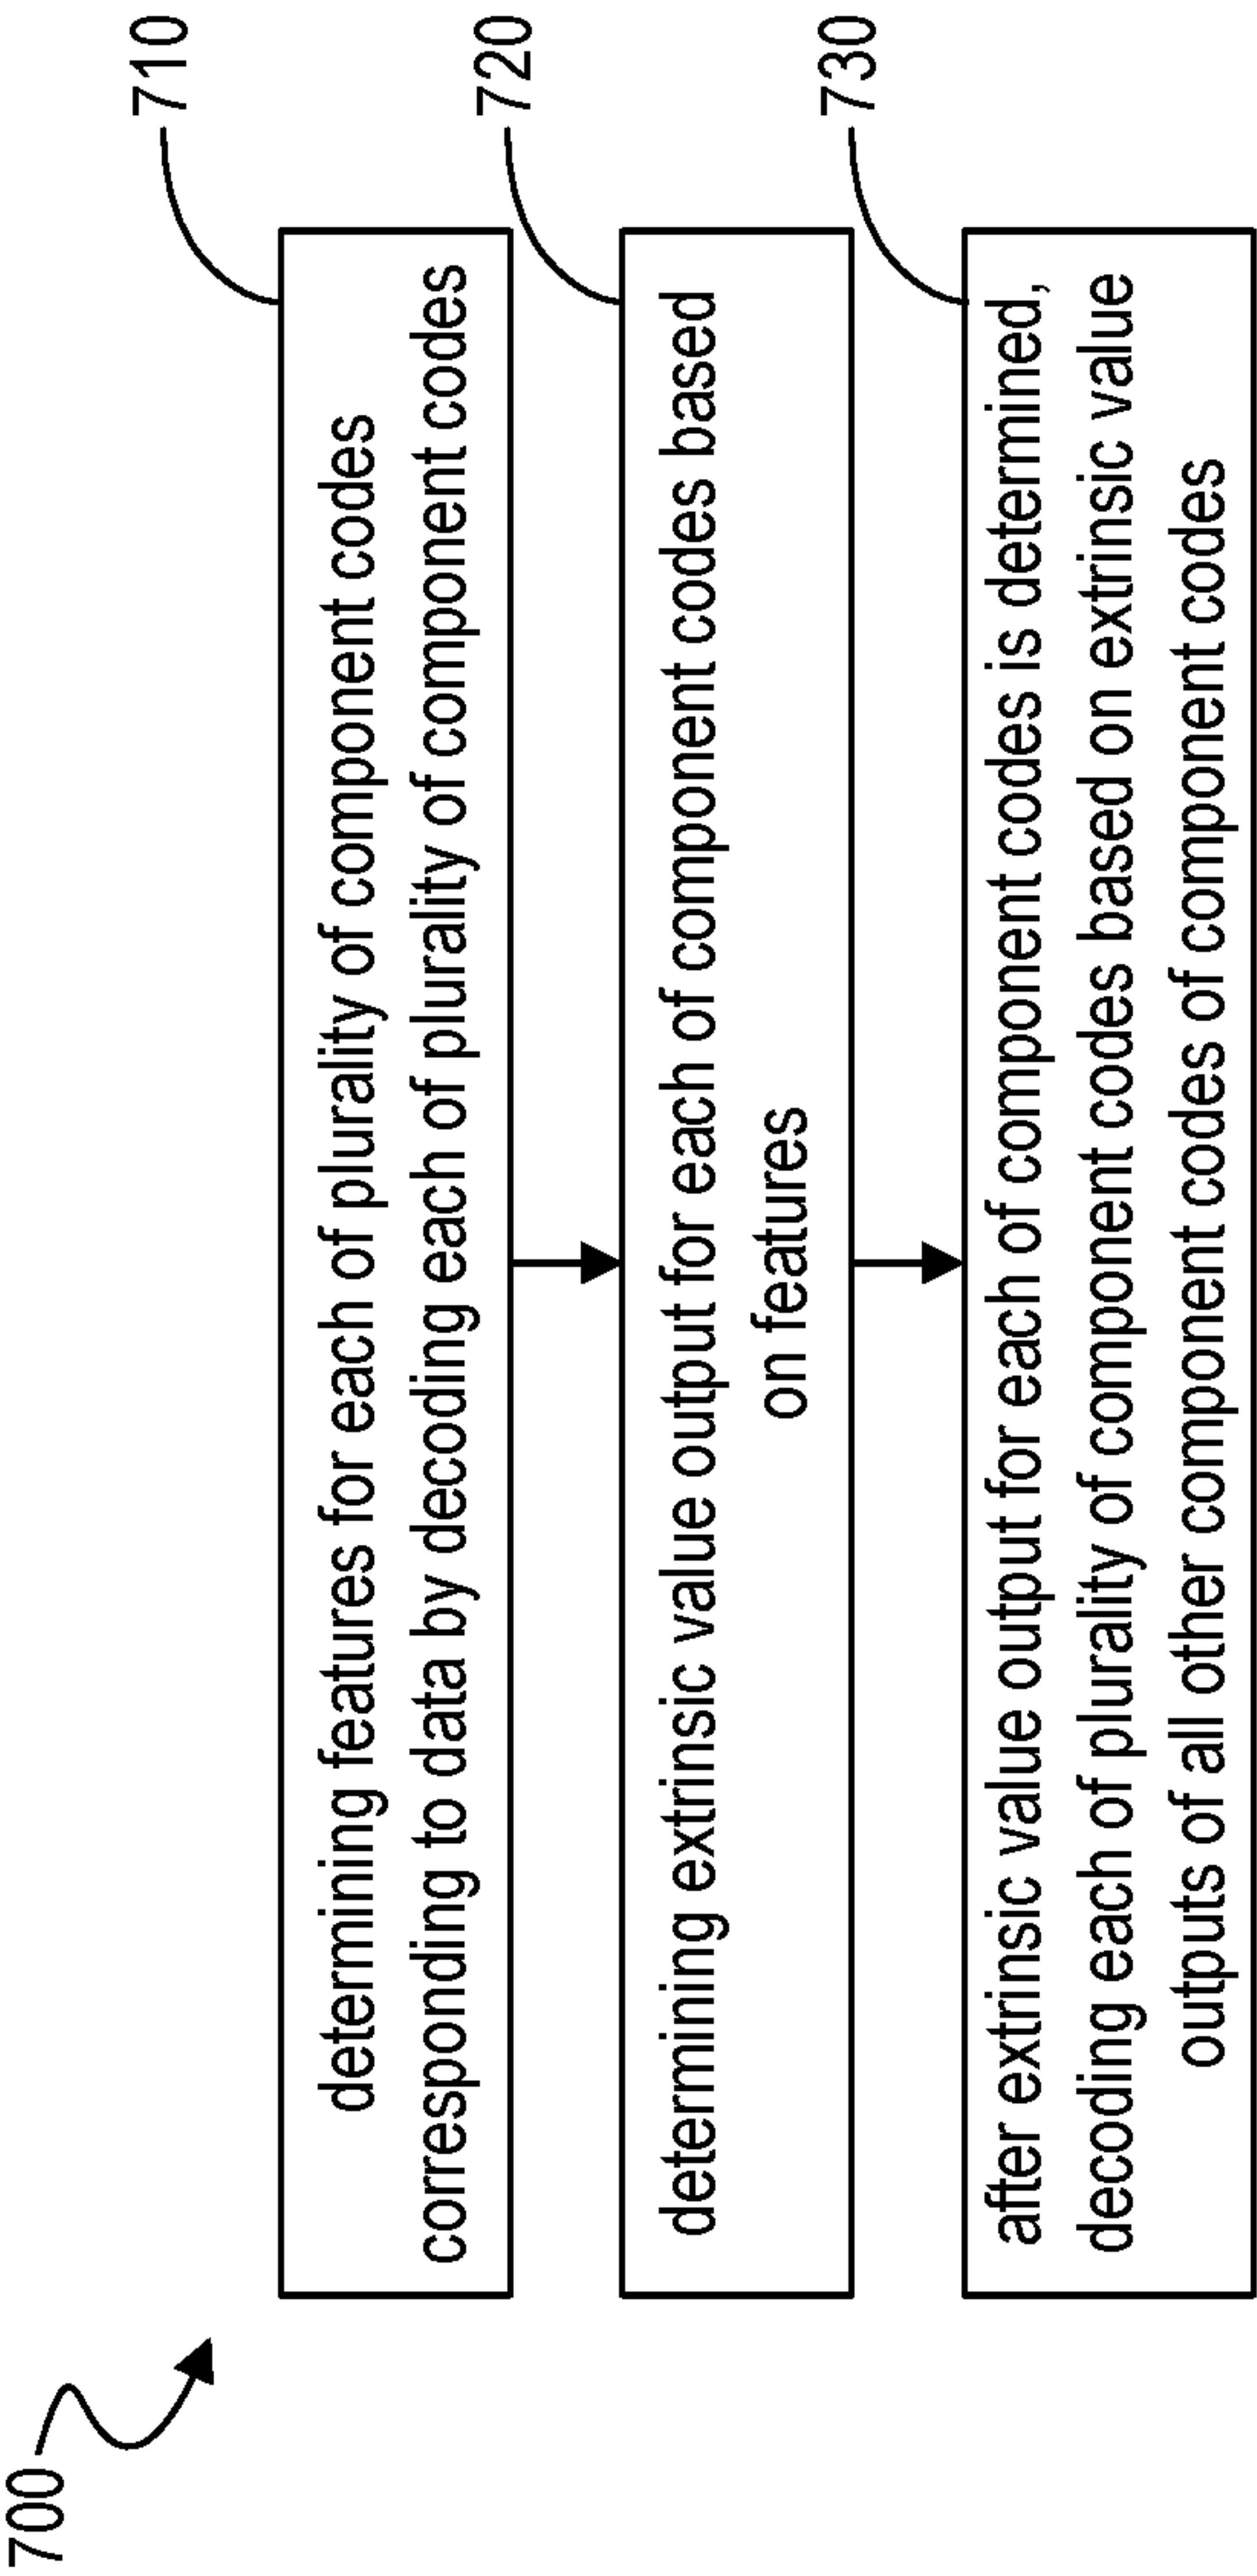 700
710
determining features for each of plurality of component codes
corresponding to data by decoding each of plurality of component codes
720
determining extrinsic value output for each of component codes based
on features
730
after extrinsic value output for each of component codes is determined,
decoding each of plurality of component codes based on extrinsic value
outputs of all other component codes of component codes